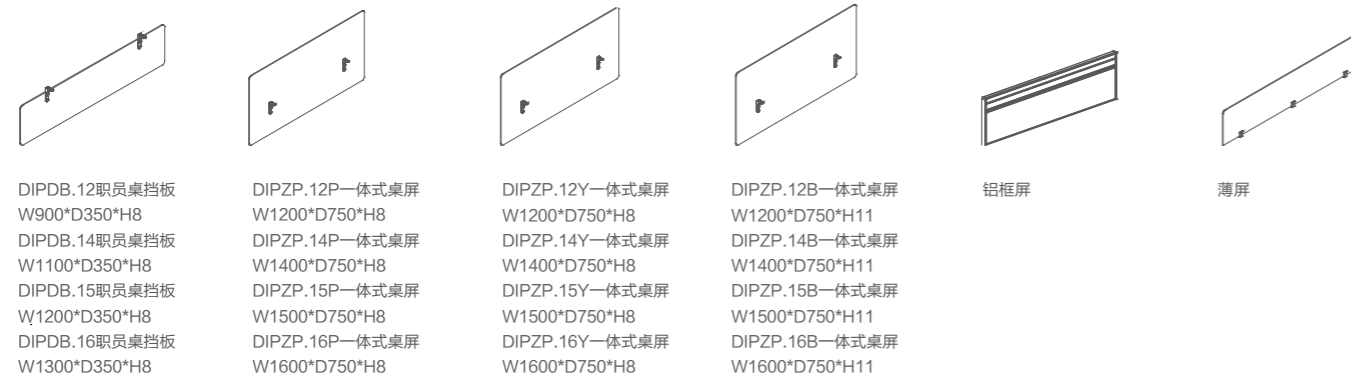 DIPDB.12职员桌挡板
W900*D350*H8
DIPDB.14职员桌挡板
W1100*D350*H8
DIPDB.15职员桌挡板
W1200*D350*H8
DIPDB.16职员桌挡板
W1300*D350*H8
DIPZP.12P一体式桌屏
W1200*D750*H8
DIPZP.14P一体式桌屏
W1400*D750*H8
DIPZP.15P一体式桌屏
W1500*D750*H8
DIPZP.16P一体式桌屏
W1600*D750*H8
DIPZP.12Y一体式桌屏
W1200*D750*H8
DIPZP.14Y一体式桌屏
W1400*D750*H8
DIPZP.15Y一体式桌屏
W1500*D750*H8
DIPZP.16Y一体式桌屏
W1600*D750*H8
DIPZP.12B一体式桌屏
W1200*D750*H11
DIPZP.14B一体式桌屏
W1400*D750*H11
DIPZP.15B一体式桌屏
W1500*D750*H11
DIPZP.16B一体式桌屏
W1600*D750*H11
铝框屏
薄屏